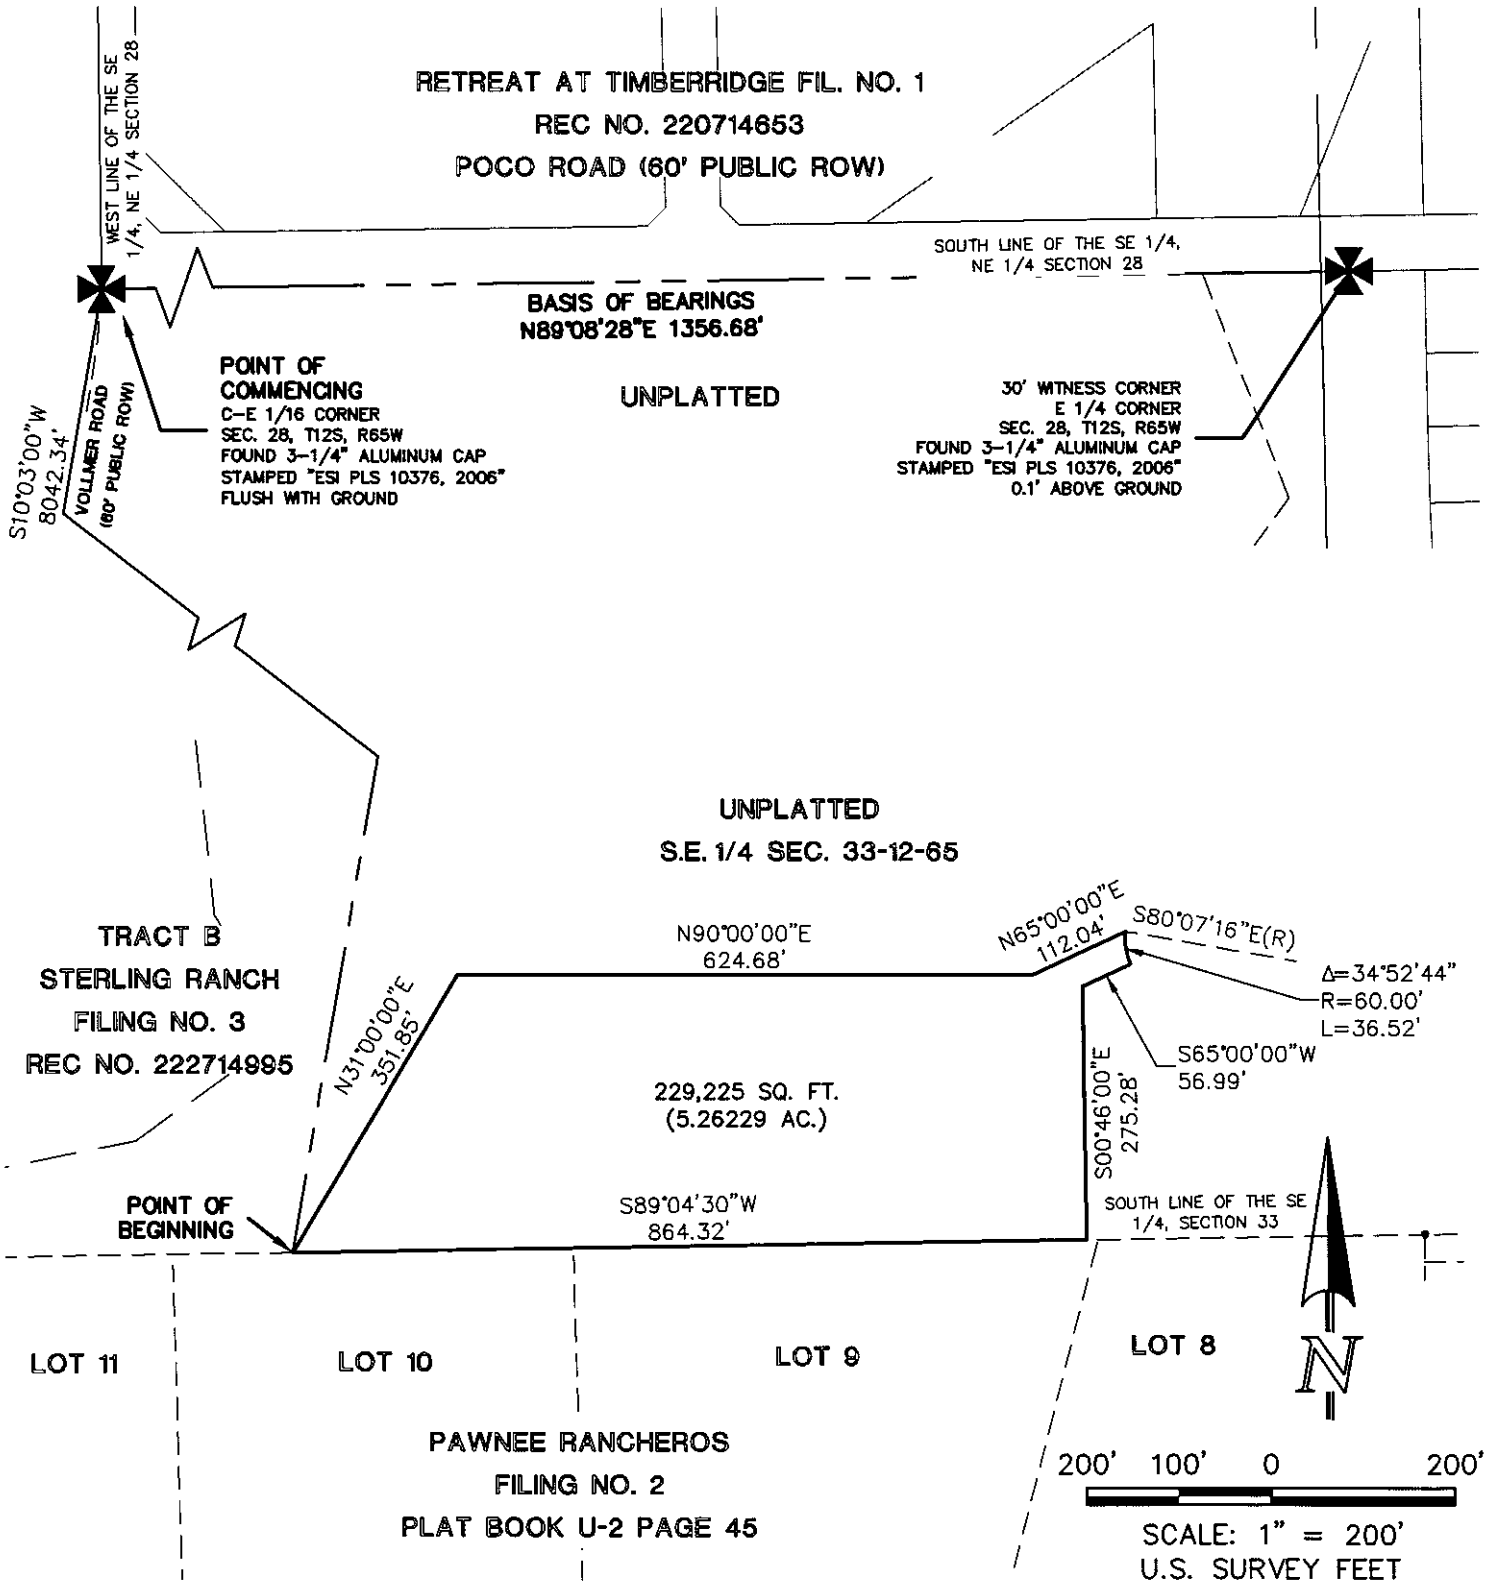 WEST LINE OF THE SE
1/4, NE 1/4 SECTION 28
RETREAT AT TIMBERRIDGE FIL. NO. 1
REC NO. 220714653
POCO ROAD (60' PUBLIC ROW)
SOUTH LINE OF THE SE 1/4,
NE 1/4 SECTION 28
BASIS OF BEARINGS
N89°08'28"E 1356.68'
POINT OF
COMMENCING
C-E 1/16 CORNER
SEC. 28, T12S, R65W
FOUND 3-1/4" ALUMINUM CAP
STAMPED "ESI PLS 10376, 2006"
FLUSH WITH GROUND
UNPLATTED
30' WITNESS CORNER
E 1/4 CORNER
SEC. 28, T12S, R65W
FOUND 3-1/4" ALUMINUM CAP
STAMPED "ESI PLS 10376, 2006"
0.1' ABOVE GROUND
S10°03'00"W
8042.34'
VOLLMER ROAD
(60' PUBLIC ROW)
UNPLATTED
S.E. 1/4 SEC. 33-12-65
TRACT B
STERLING RANCH
FILING NO. 3
REC NO. 222714995
N31°00'00"E
351.85'
N90°00'00"E
624.68'
N65°00'00"E
112.04'
S80°07'16"E(R)
Δ=34°52'44"
R=60.00'
L=36.52'
S65°00'00"W
56.99'
229,225 SQ. FT.
(5.26229 AC.)
S00°46'00"E
275.28'
POINT OF
BEGINNING
S89°04'30"W
864.32'
SOUTH LINE OF THE SE
1/4, SECTION 33
LOT 11
LOT 10
LOT 9
LOT 8
N
PAWNEE RANCHEROS
FILING NO. 2
PLAT BOOK U-2 PAGE 45
200' 100' 0 200'
SCALE: 1" = 200'
U.S. SURVEY FEET